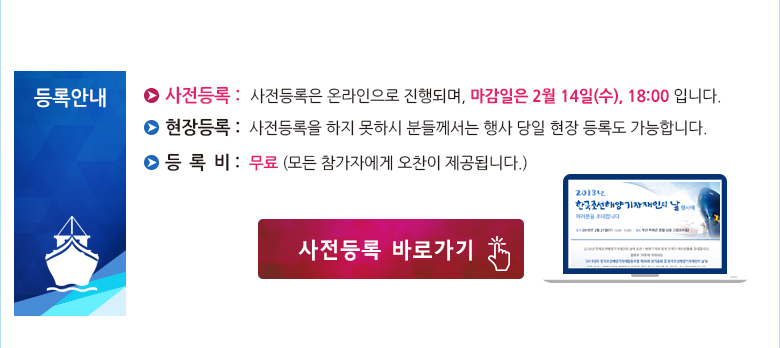 등록안내
사전등록 : 사전등록은 온라인으로 진행되며, 마감일은 2월 14일(수), 18:00 입니다.
현장등록 : 사전등록을 하지 못하시 분들께서는 행사 당일 현장 등록도 가능합니다.
등 록 비 : 무료 (모든 참가자에게 오찬이 제공됩니다.)
사전등록 바로가기
한국조선해양기자재인의 날 행사에
여러분을 초대합니다